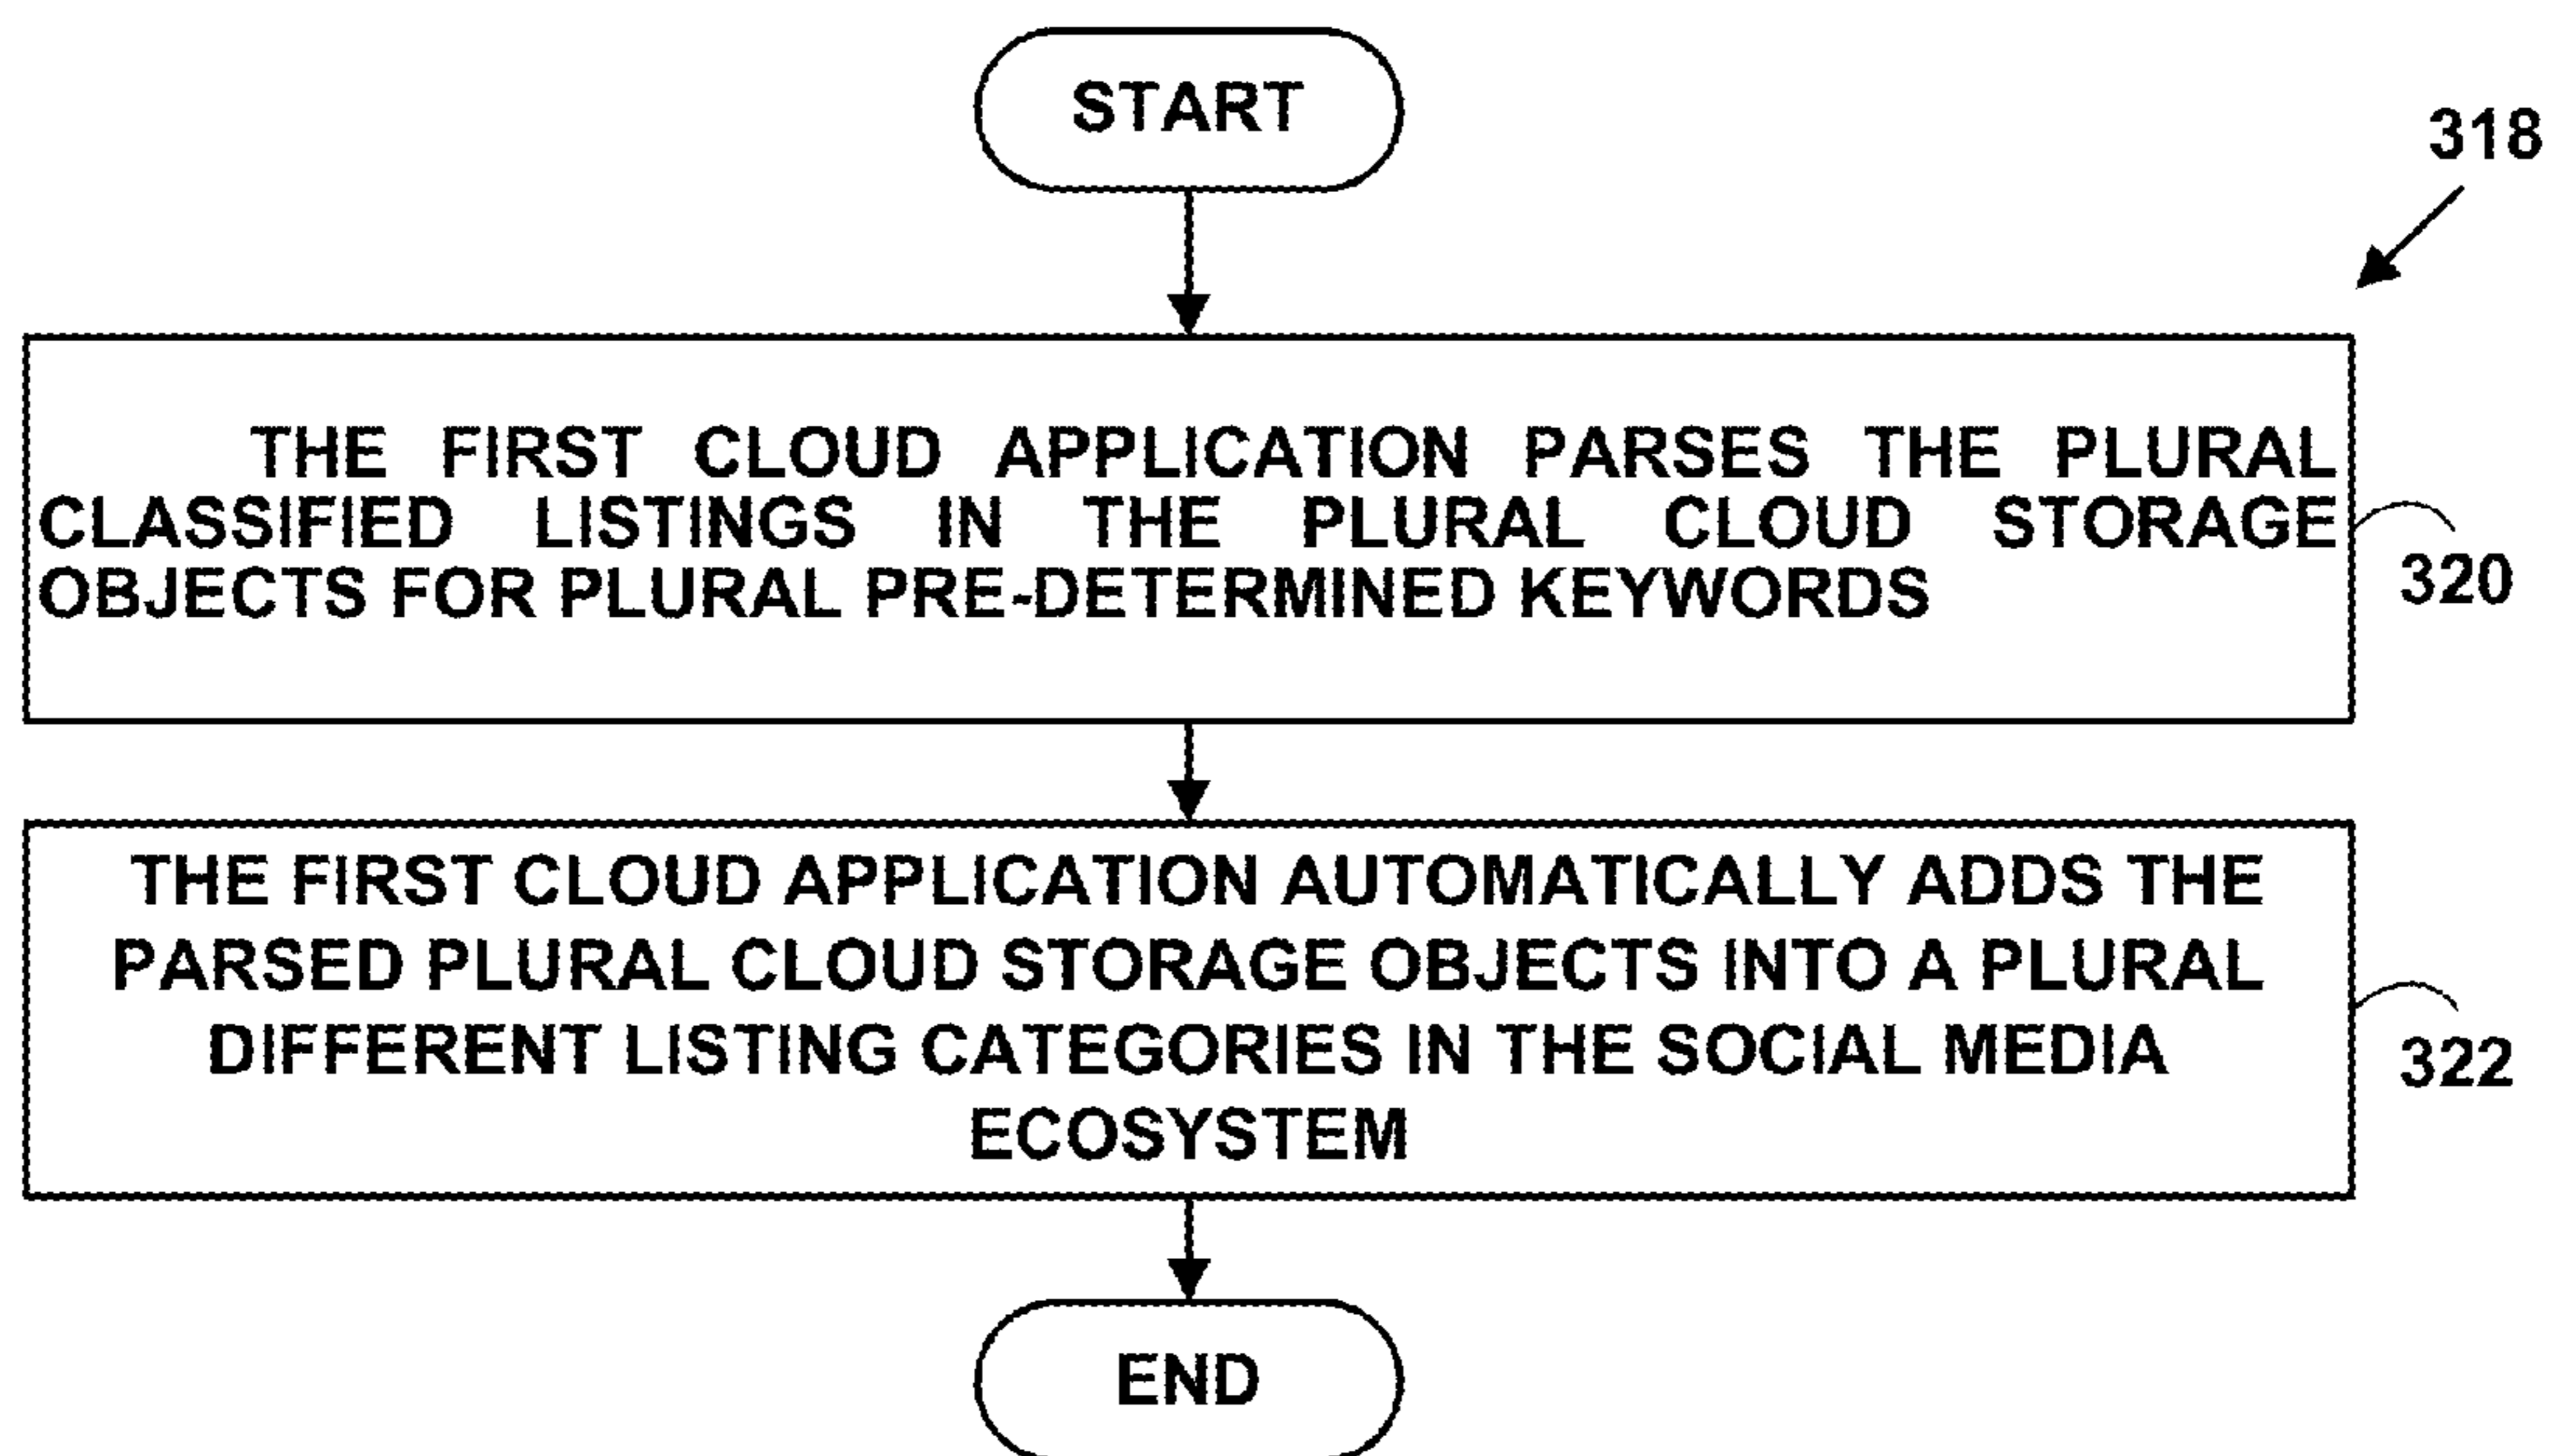 START
318
THE FIRST CLOUD APPLICATION PARSES THE PLURAL
CLASSIFIED LISTINGS IN THE PLURAL CLOUD STORAGE
OBJECTS FOR PLURAL PRE-DETERMINED KEYWORDS
320
THE FIRST CLOUD APPLICATION AUTOMATICALLY ADDS THE
PARSED PLURAL CLOUD STORAGE OBJECTS INTO A PLURAL
DIFFERENT LISTING CATEGORIES IN THE SOCIAL MEDIA
ECOSYSTEM
322
END